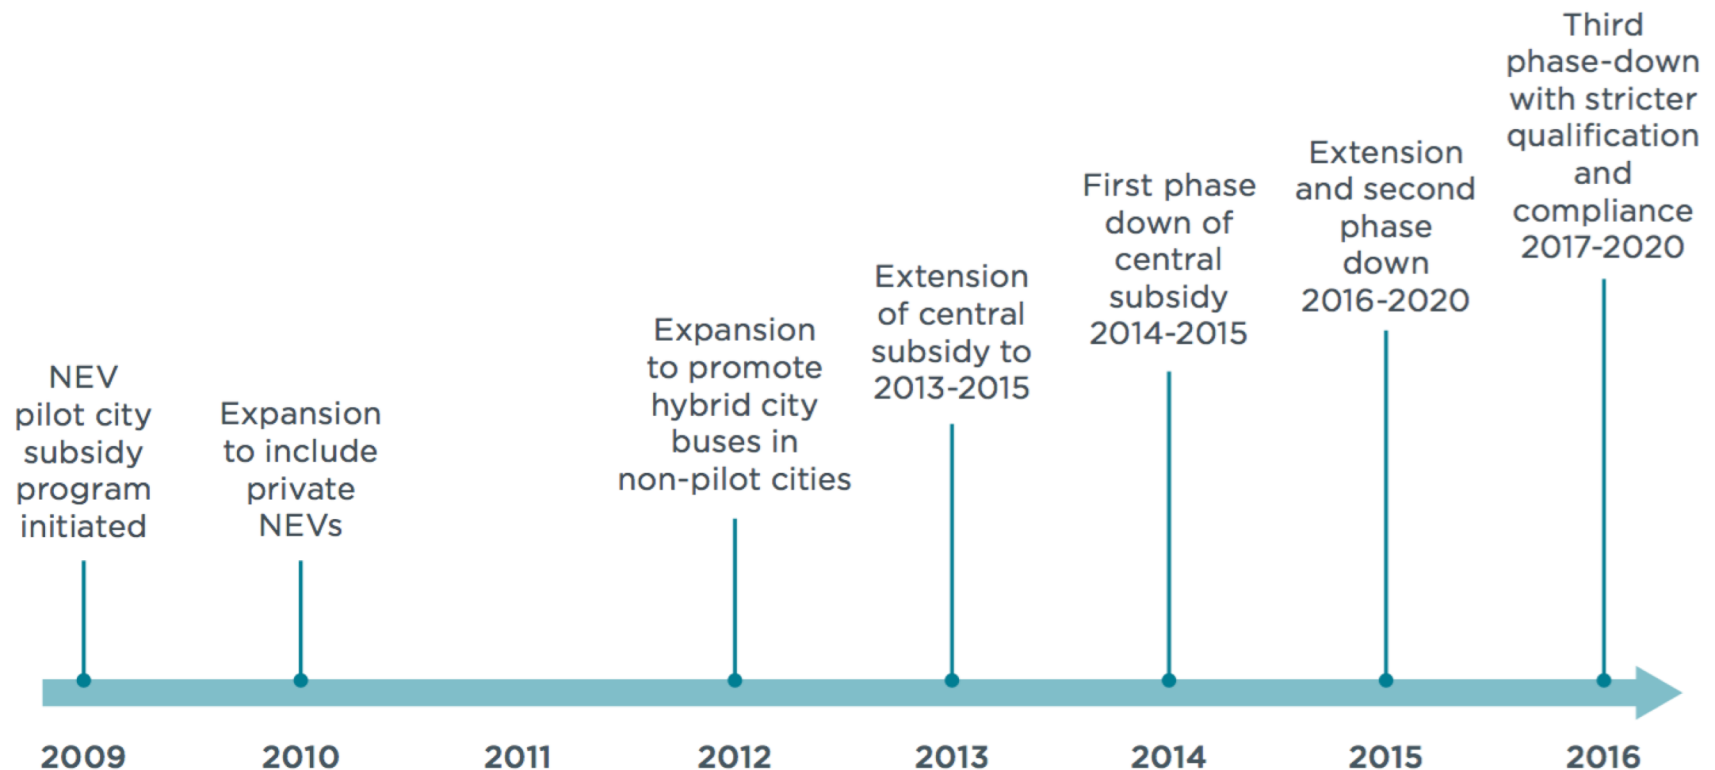 NEV
pilot city
subsidy
program
initiated
Expansion
to include
private
NEVs
Expansion
to promote
hybrid city
buses in
non-pilot cities
Extension
of central
subsidy to
2013-2015
First phase
down of
central
subsidy
2014-2015
Extension
and second
phase
down
2016-2020
Third
phase-down
with stricter
qualification
and
compliance
2017-2020
2009
2010
2011
2012
2013
2014
2015
2016